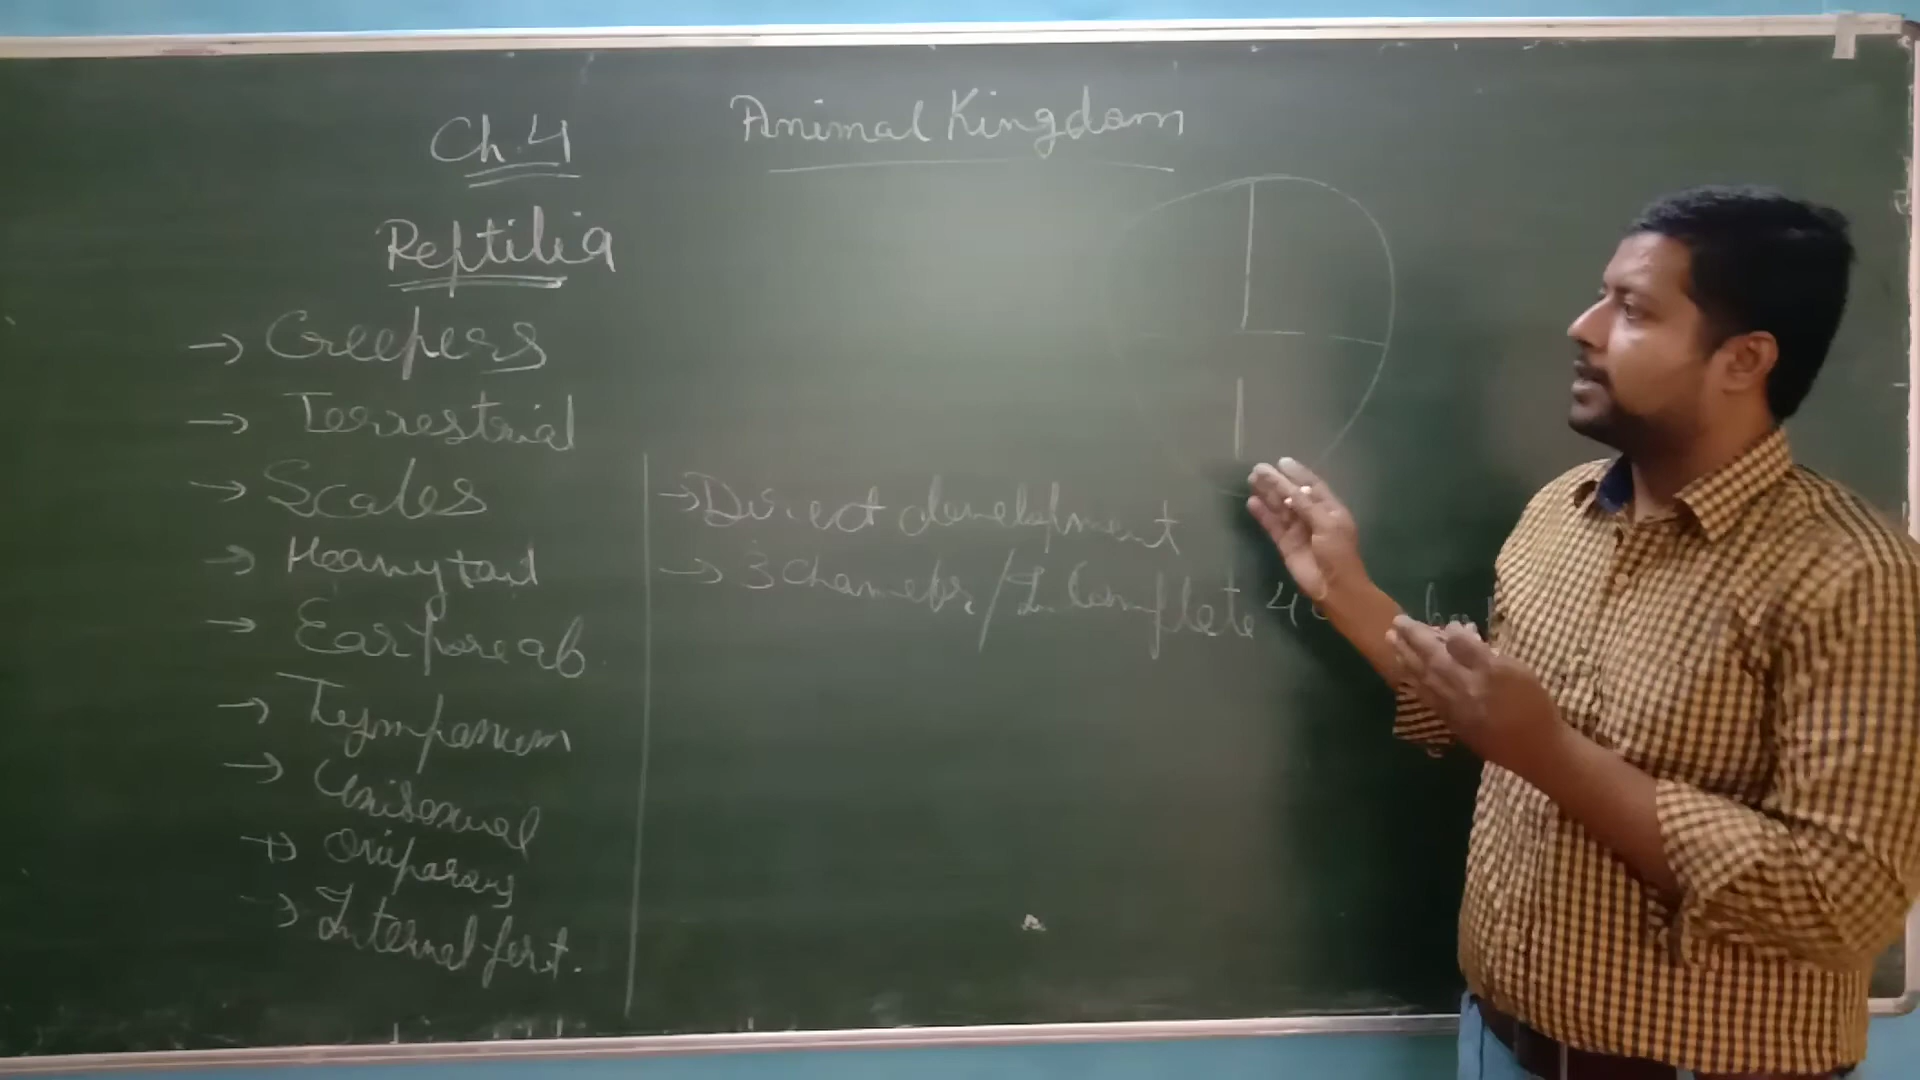 Ch.4
Animal Kingdom
Reptilia
→ Creepers
→ Terrestrial
→ Scales
→ Heavy tail
→ Ear pore ab.
→ Tympanum
→ Unisexual
→ Oviparous
→ Internal fert.
→ Direct development
→ 3 Chambers / In Complete 4